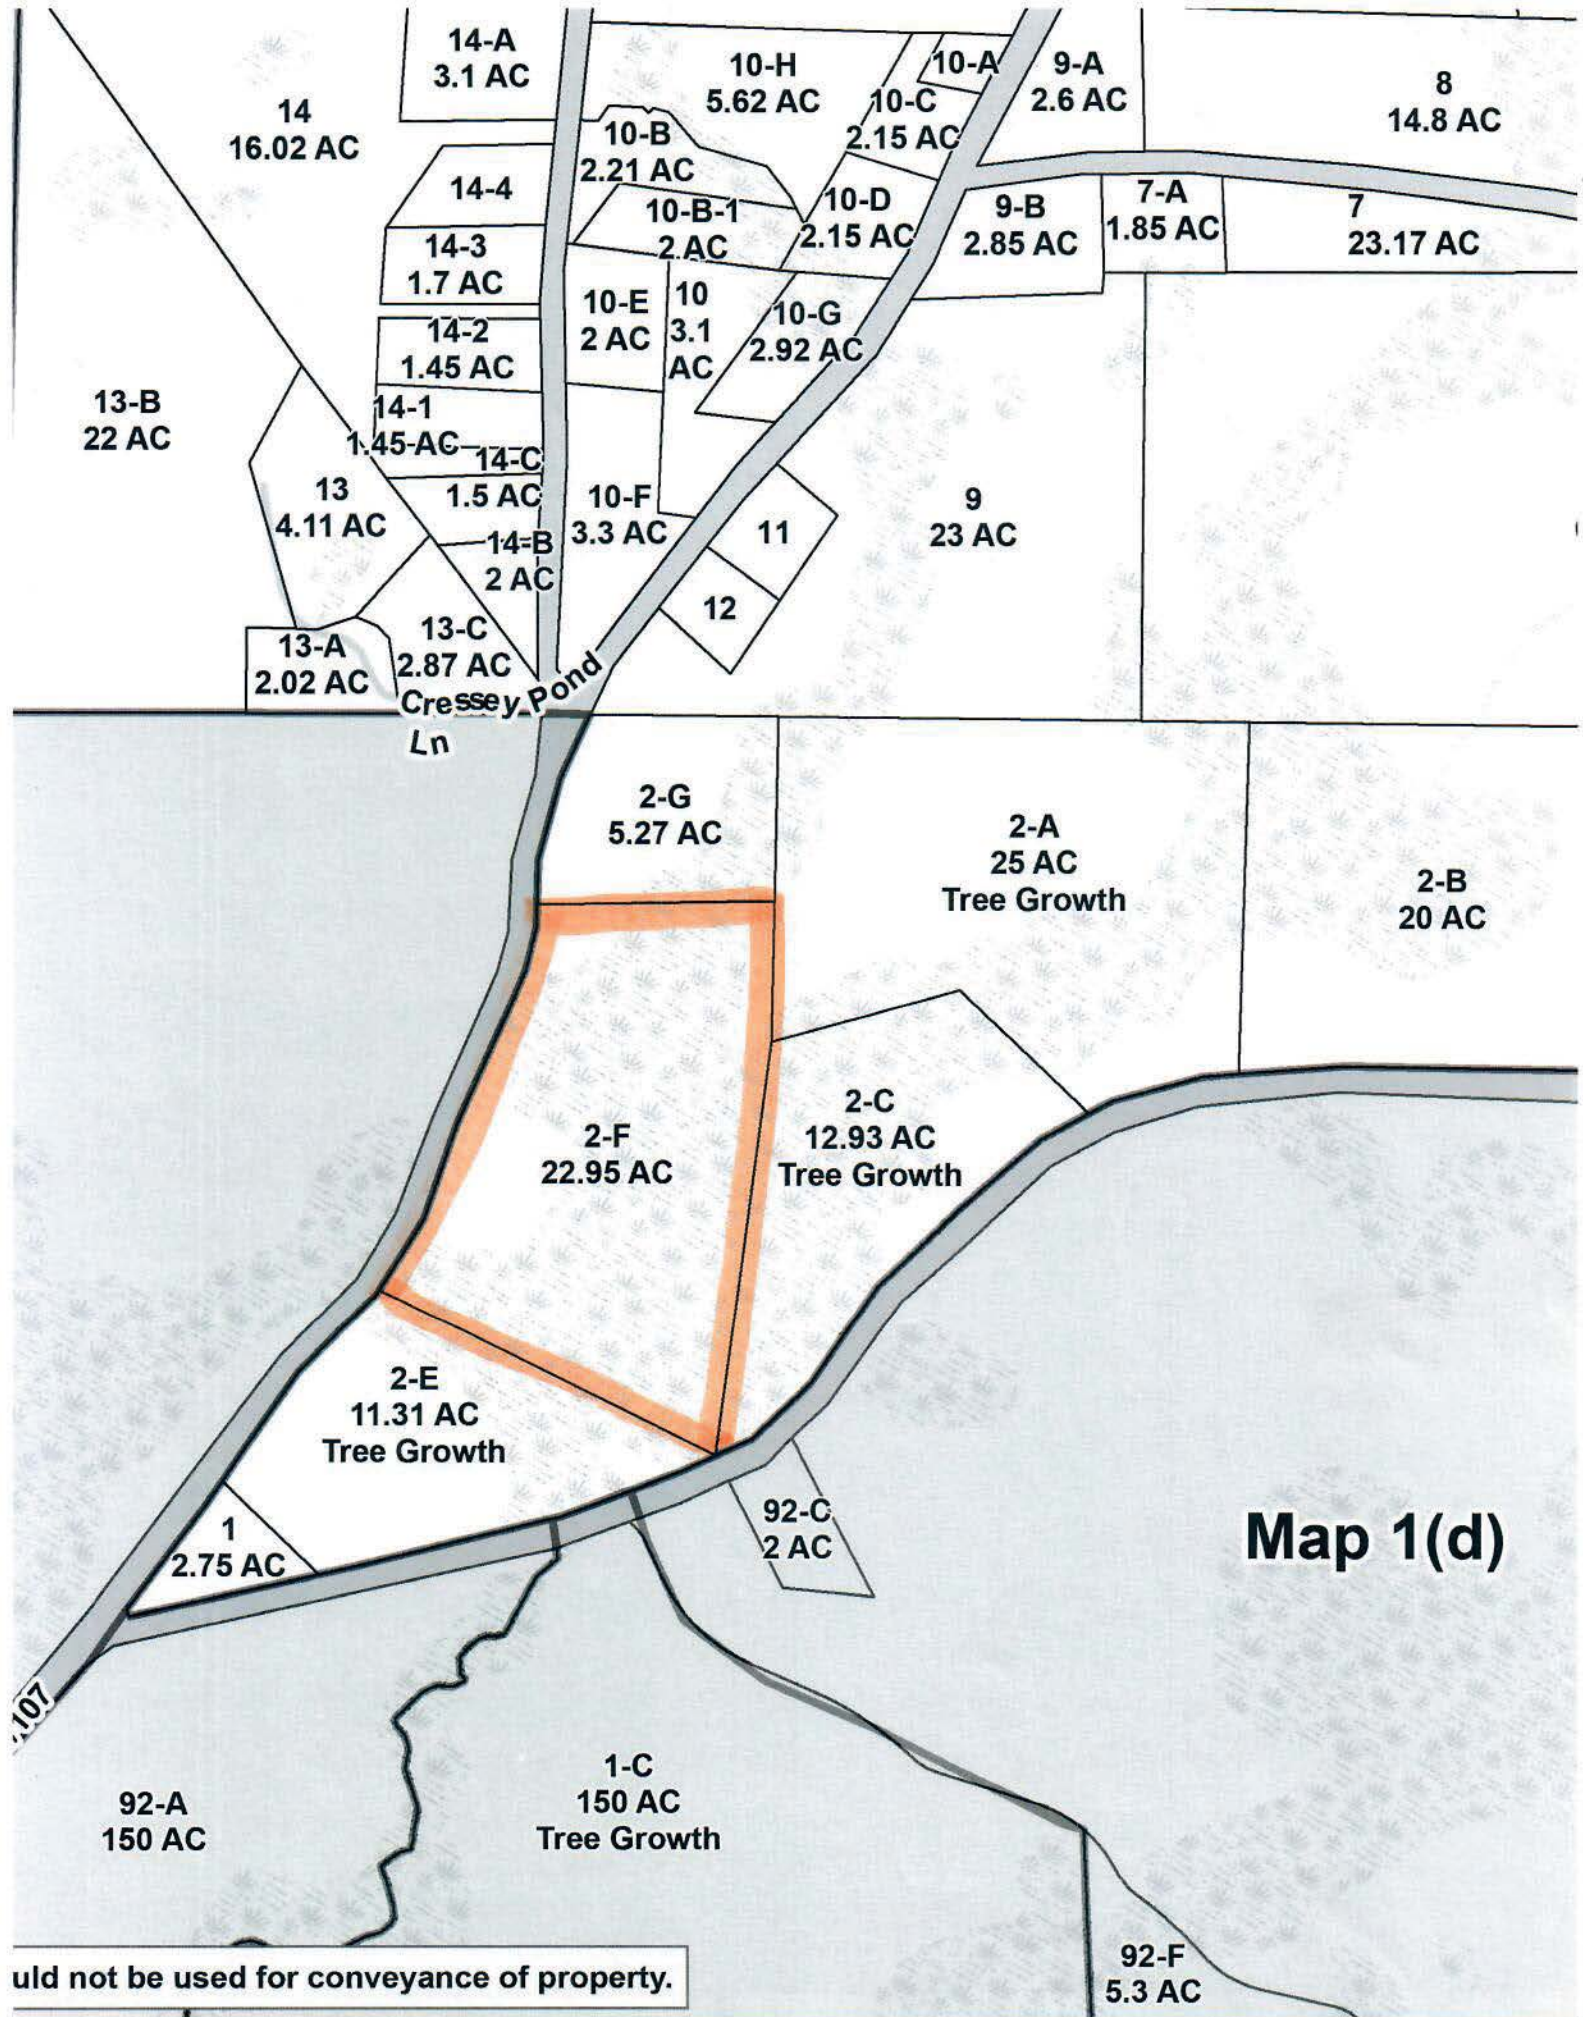 14-A
3.1 AC
14
16.02 AC
10-H
5.62 AC
10-A
9-A
2.6 AC
8
14.8 AC
10-C
2.15 AC
10-B
2.21 AC
14-4
10-B-1
2 AC
10-D
2.15 AC
9-B
2.85 AC
7-A
1.85 AC
7
23.17 AC
14-3
1.7 AC
10-E
2 AC
10
3.1
AC
10-G
2.92 AC
14-2
1.45 AC
13-B
22 AC
14-1
1.45 AC
14-C
1.5 AC
13
4.11 AC
10-F
3.3 AC
11
9
23 AC
14-B
2 AC
12
13-A
2.02 AC
13-C
2.87 AC
Cressey Pond
Ln
2-G
5.27 AC
2-A
25 AC
Tree Growth
2-B
20 AC
2-F
22.95 AC
2-C
12.93 AC
Tree Growth
2-E
11.31 AC
Tree Growth
1
2.75 AC
92-C
2 AC
Map 1(d)
107
92-A
150 AC
1-C
150 AC
Tree Growth
92-F
5.3 AC
uld not be used for conveyance of property.